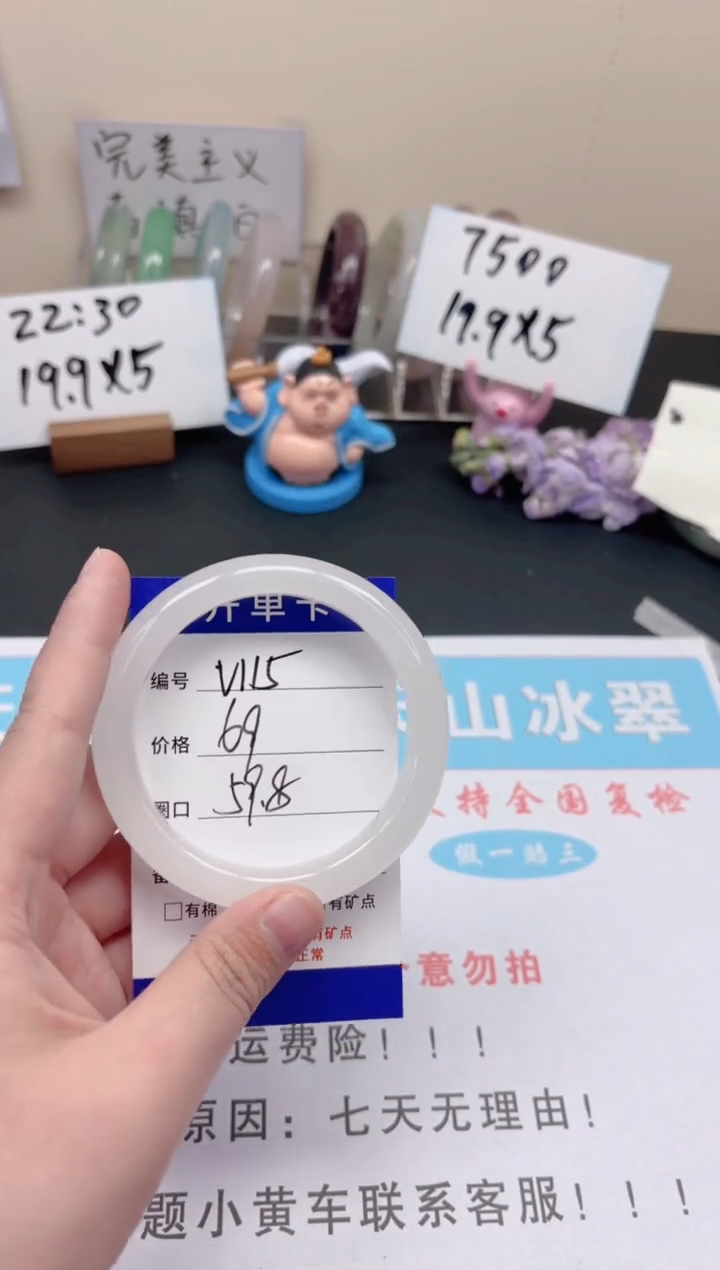 完美主义
慎
22:30
19.9X5
7500
19.9X5
开单卡
编号 V115
价格 69
圈口 59.8
山冰翠
持全国复检
假一赔三
有棉
有矿点
有矿点
正常
意勿拍
运费险！！！
原因：七天无理由！
题小黄车联系客服！！！